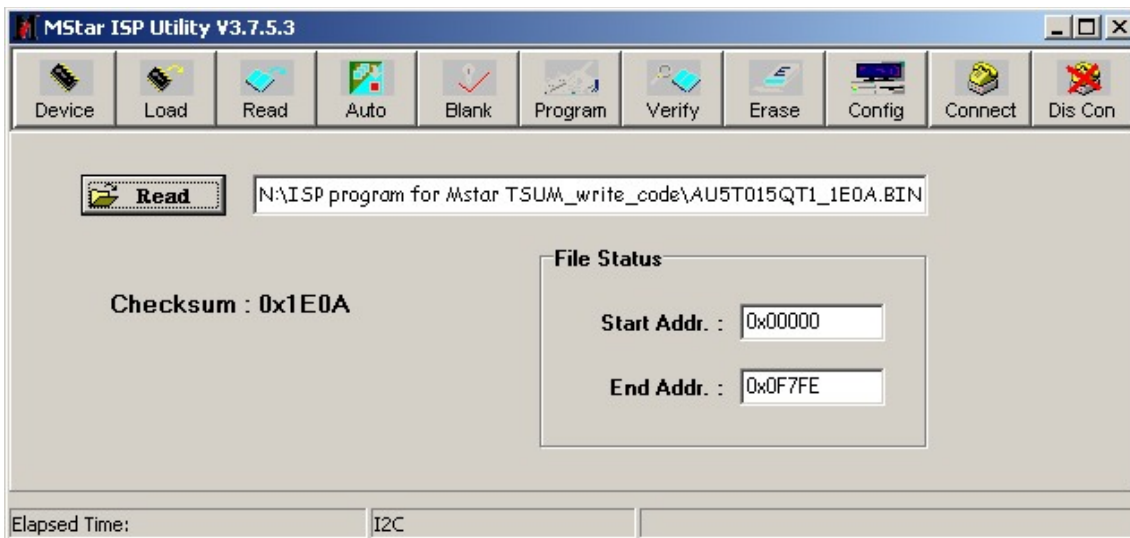 MStar ISP Utility V3.7.5.3
Device Load Read Auto Blank Program Verify Erase Config Connect Dis Con
Read N:\ISP program for Mstar TSUM_write_code\AU5T015QT1_1E0A.BIN
File Status
Checksum : 0x1E0A
Start Addr. : 0x00000
End Addr. : 0x0F7FE
Elapsed Time: I2C